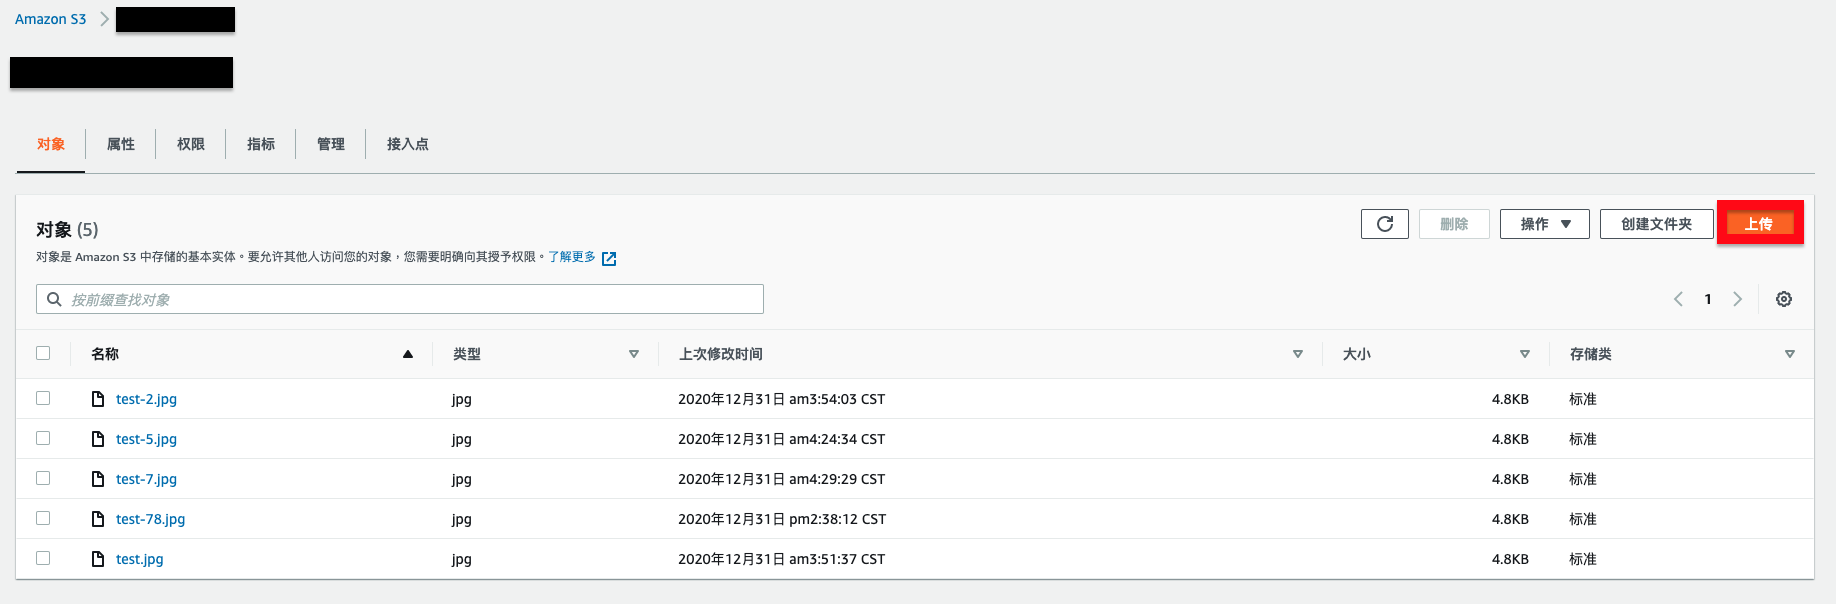 Amazon S3
对象 属性 权限 指标 管理 接入点
对象 (5)
删除 操作 创建文件夹 上传
对象是 Amazon S3 中存储的基本实体。要允许其他人访问您的对象，您需要明确向其授予权限。了解更多
按前缀查找对象
1
名称 类型 上次修改时间 大小 存储类
test-2.jpg jpg 2020年12月31日 am3:54:03 CST 4.8KB 标准
test-5.jpg jpg 2020年12月31日 am4:24:34 CST 4.8KB 标准
test-7.jpg jpg 2020年12月31日 am4:29:29 CST 4.8KB 标准
test-78.jpg jpg 2020年12月31日 pm2:38:12 CST 4.8KB 标准
test.jpg jpg 2020年12月31日 am3:51:37 CST 4.8KB 标准